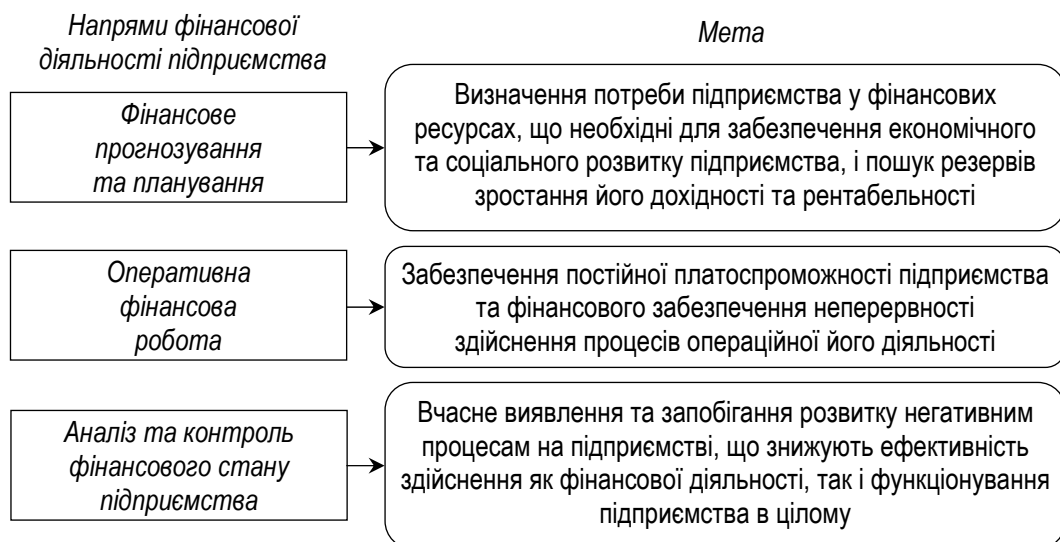 Напрями фінансової
діяльності підприємства
Мета
Фінансове
прогнозування
та планування
Визначення потреби підприємства у фінансових
ресурсах, що необхідні для забезпечення економічного
та соціального розвитку підприємства, і пошук резервів
зростання його дохідності та рентабельності
Оперативна
фінансова
робота
Забезпечення постійної платоспроможності підприємства
та фінансового забезпечення неперервності
здійснення процесів операційної його діяльності
Аналіз та контроль
фінансового стану
підприємства
Вчасне виявлення та запобігання розвитку негативним
процесам на підприємстві, що знижують ефективність
здійснення як фінансової діяльності, так і функціонування
підприємства в цілому